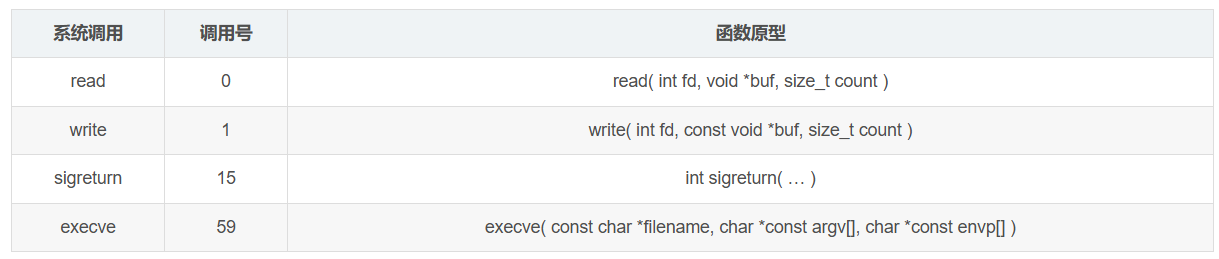 系统调用 调用号 函数原型
read 0 read( int fd, void *buf, size_t count )
write 1 write( int fd, const void *buf, size_t count )
sigreturn 15 int sigreturn( … )
execve 59 execve( const char *filename, char *const argv[], char *const envp[] )